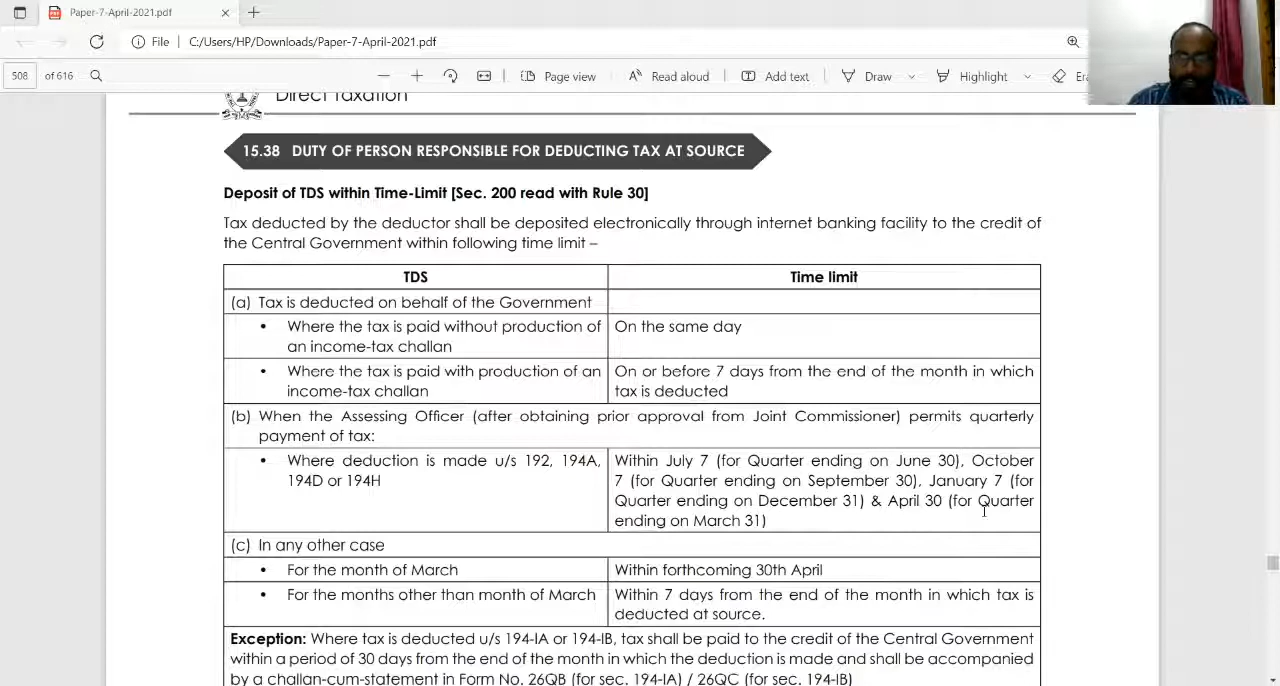 Paper-7-April-2021.pdf
File C:/Users/HP/Downloads/Paper-7-April-2021.pdf
508 of 616 Page view Read aloud Add text Draw Highlight
Direct Taxation
15.38 DUTY OF PERSON RESPONSIBLE FOR DEDUCTING TAX AT SOURCE
Deposit of TDS within Time-Limit [Sec. 200 read with Rule 30]
Tax deducted by the deductor shall be deposited electronically through internet banking facility to the credit of
the Central Government within following time limit –
TDS Time limit
(a) Tax is deducted on behalf of the Government
• Where the tax is paid without production of
an income-tax challan
On the same day
• Where the tax is paid with production of an
income-tax challan
On or before 7 days from the end of the month in which
tax is deducted
(b) When the Assessing Officer (after obtaining prior approval from Joint Commissioner) permits quarterly
payment of tax:
• Where deduction is made u/s 192, 194A,
194D or 194H
Within July 7 (for Quarter ending on June 30), October
7 (for Quarter ending on September 30), January 7 (for
Quarter ending on December 31) & April 30 (for Quarter
ending on March 31)
(c) In any other case
• For the month of March
Within forthcoming 30th April
• For the months other than month of March
Within 7 days from the end of the month in which tax is
deducted at source.
Exception: Where tax is deducted u/s 194-IA or 194-IB, tax shall be paid to the credit of the Central Government
within a period of 30 days from the end of the month in which the deduction is made and shall be accompanied
by a challan-cum-statement in Form No. 26QB (for sec. 194-IA) / 26QC (for sec. 194-IB)